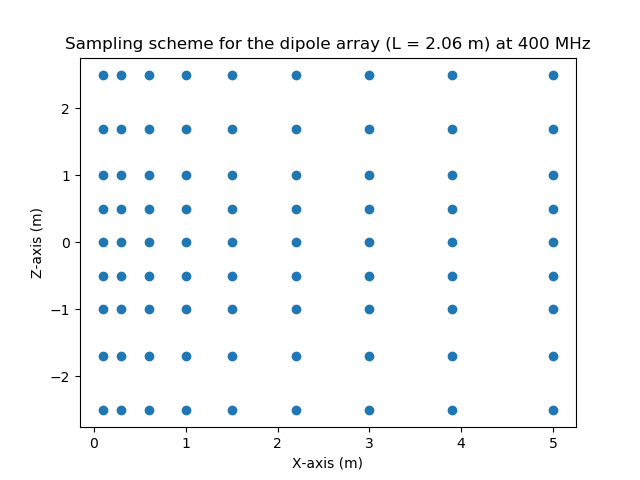 Sampling scheme for the dipole array (L = 2.06 m) at 400 MHz
2
1
0
−1
−2
Z-axis (m)
0 1 2 3 4 5
X-axis (m)